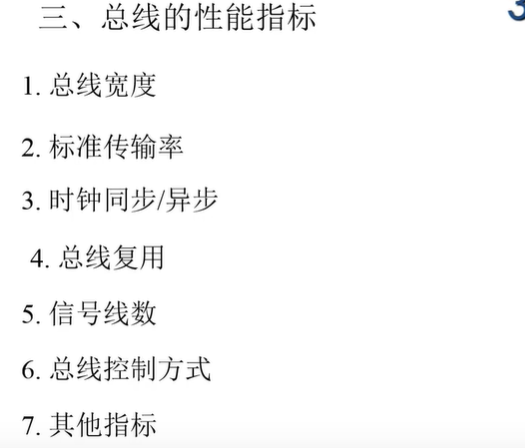 三、总线的性能指标
1. 总线宽度
2. 标准传输率
3. 时钟同步/异步
4. 总线复用
5. 信号线数
6. 总线控制方式
7. 其他指标